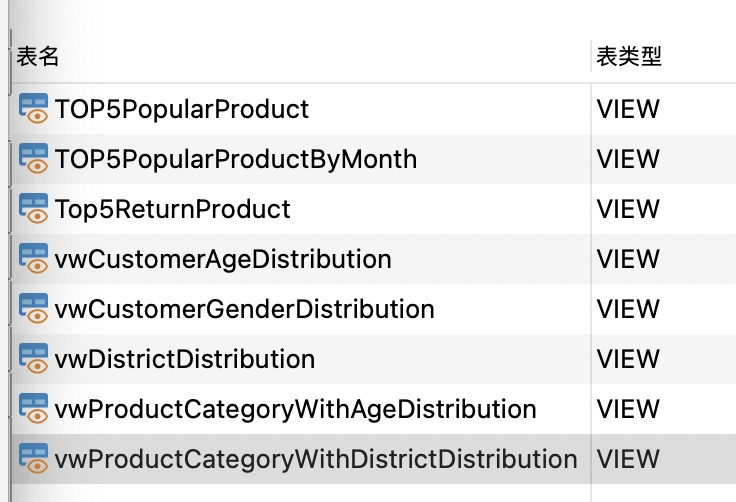 表名 表类型
TOP5PopularProduct VIEW
TOP5PopularProductByMonth VIEW
Top5ReturnProduct VIEW
vwCustomerAgeDistribution VIEW
vwCustomerGenderDistribution VIEW
vwDistrictDistribution VIEW
vwProductCategoryWithAgeDistribution VIEW
vwProductCategoryWithDistrictDistribution VIEW